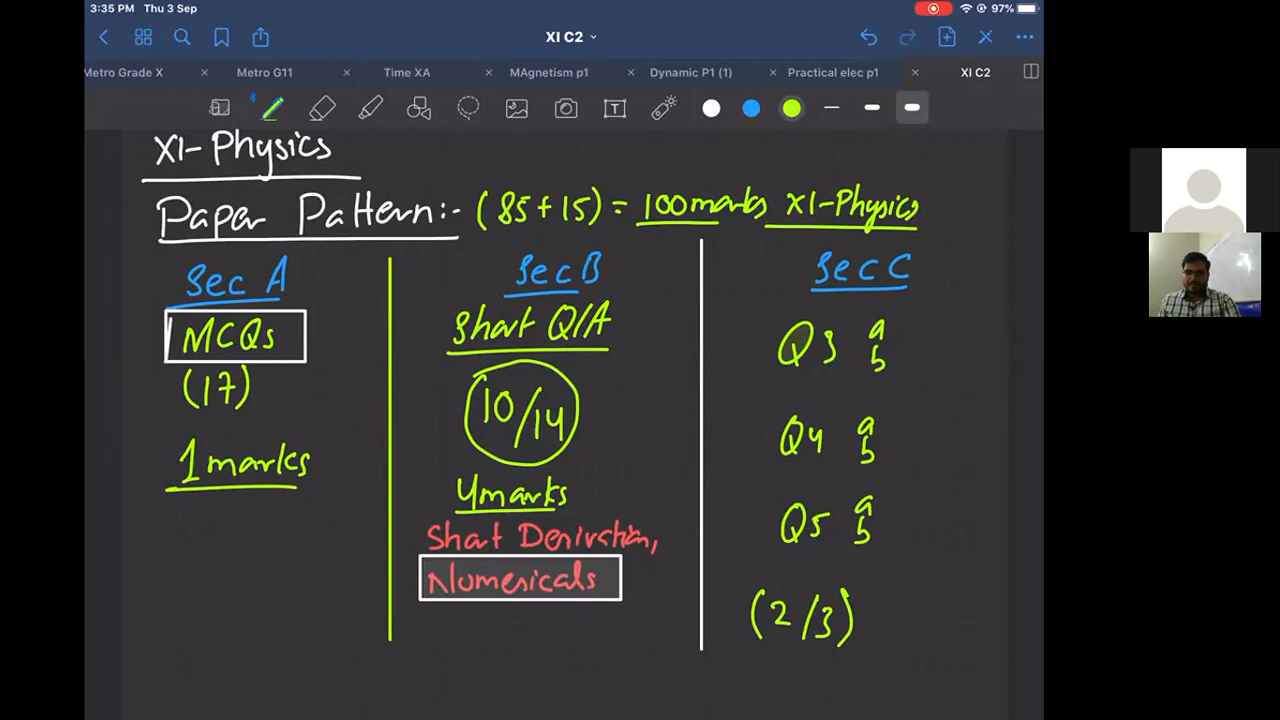 3:35 PM Thu 3 Sep
97%
XI C2
Metro Grade X
Metro G11
Time XA
MAgnetism p1
Dynamic P1 (1)
Practical elec p1
XI C2
XI-Physics
Paper Pattern:- (85+15) = 100marks XI-Physics
Sec A
MCQs
(17)
1marks
Sec B
Short Q/A
10/14
4marks
Short Derivation,
Numericals
Sec C
Q3 a
b
Q4 a
b
Q5 a
b
(2/3)